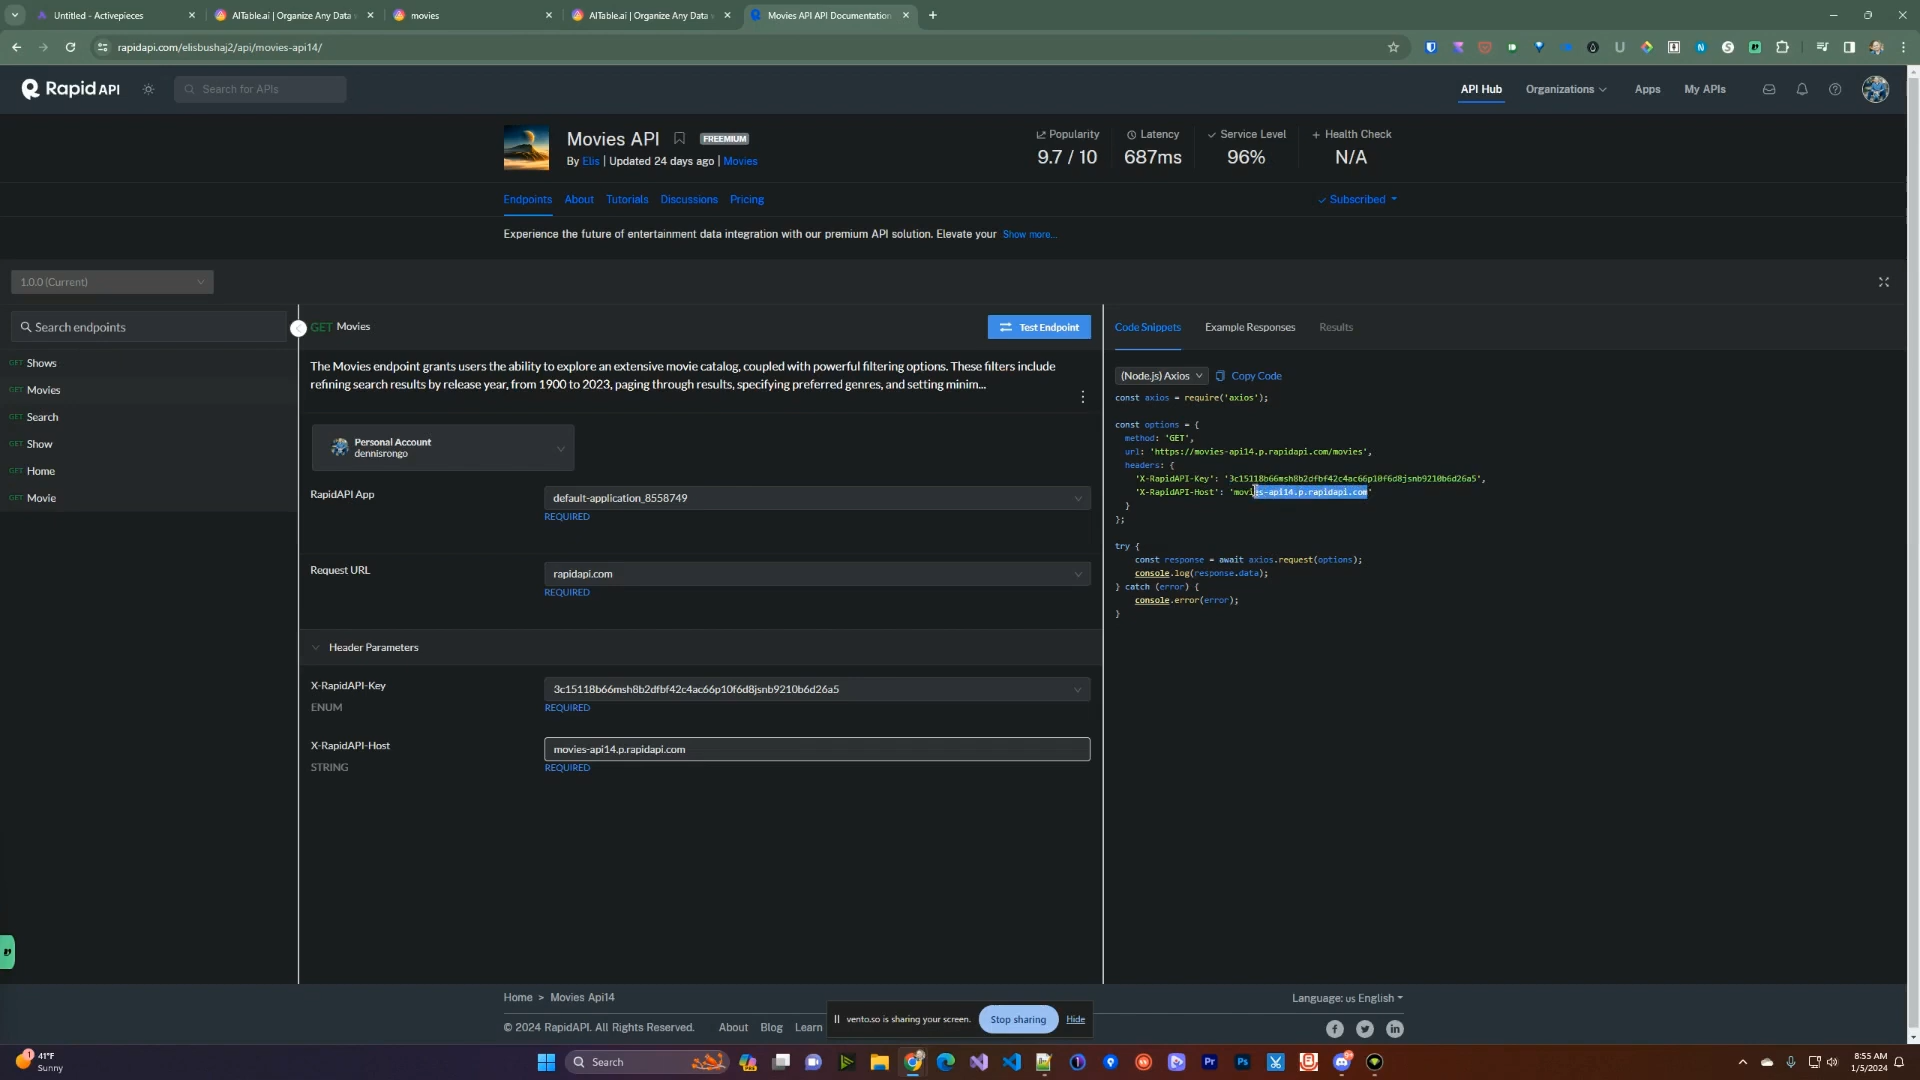 Untitled - Activepieces
AITable.ai | Organize Any Data
movies
AITable.ai | Organize Any Data
Movies API API Documentation
rapidapi.com/elisbushaj2/api/movies-api14/
Rapid API
Search for APIs
API Hub
Organizations
Apps
My APIs
Movies API
FREEMIUM
By Elis | Updated 24 days ago | Movies
Popularity
9.7 / 10
Latency
687ms
Service Level
96%
Health Check
N/A
Endpoints
About
Tutorials
Discussions
Pricing
Subscribed
Experience the future of entertainment data integration with our premium API solution. Elevate your Show more...
1.0.0 (Current)
Search endpoints
GET Shows
GET Movies
GET Search
GET Show
GET Home
GET Movie
GET Movies
Test Endpoint
The Movies endpoint grants users the ability to explore an extensive movie catalog, coupled with powerful filtering options. These filters include
refining search results by release year, from 1900 to 2023, paging through results, specifying preferred genres, and setting minim...
Personal Account
dennisrongo
RapidAPI App
default-application_8558749
REQUIRED
Request URL
rapidapi.com
REQUIRED
Header Parameters
X-RapidAPI-Key
ENUM
3c15118b66msh8b2dfbf42c4ac66p10f6d8jsnb9210b6d26a5
REQUIRED
X-RapidAPI-Host
STRING
movies-api14.p.rapidapi.com
REQUIRED
Code Snippets
Example Responses
Results
(Node.js) Axios
Copy Code
const axios = require('axios');
const options = {
method: 'GET',
url: 'https://movies-api14.p.rapidapi.com/movies',
headers: {
'X-RapidAPI-Key': '3c15118b66msh8b2dfbf42c4ac66p10f6d8jsnb9210b6d26a5',
'X-RapidAPI-Host': 'movies-api14.p.rapidapi.com'
}
};
try {
const response = await axios.request(options);
console.log(response.data);
} catch (error) {
console.error(error);
}
Home > Movies Api14
Language: us English
© 2024 RapidAPI. All Rights Reserved.
About
Blog
Learn
vento.so is sharing your screen.
Stop sharing
Hide
41°F
Sunny
Search
8:55 AM
1/5/2024